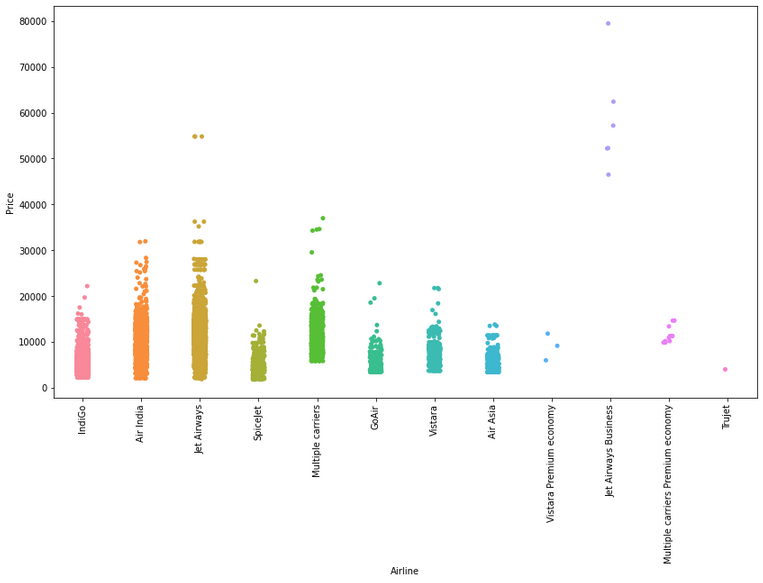 80000
70000
60000
50000
40000
30000
20000
10000
0
Price
IndiGo
Air India
Jet Airways
SpiceJet
Multiple carriers
GoAir
Vistara
Air Asia
Vistara Premium economy
Jet Airways Business
Multiple carriers Premium economy
Trujet
Airline